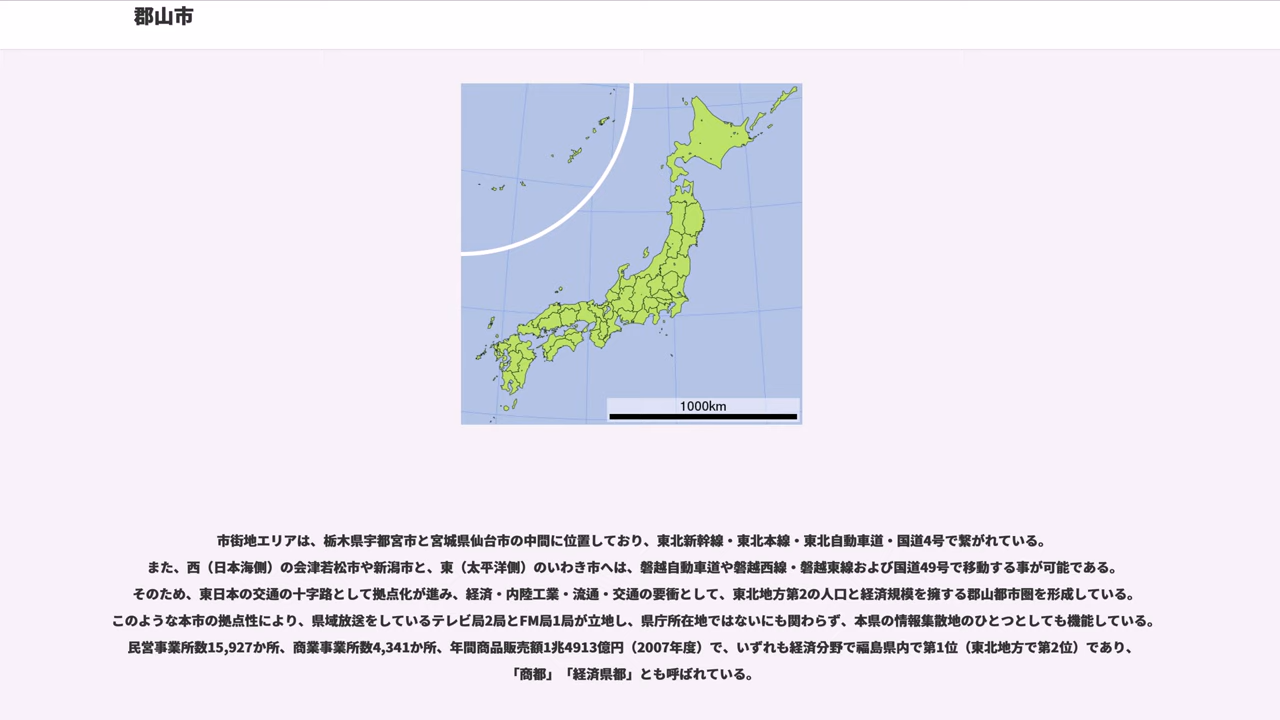 郡山市
1000km
市街地エリアは、栃木県宇都宮市と宮城県仙台市の中間に位置しており、東北新幹線・東北本線・東北自動車道・国道4号で繋がれている。
また、西（日本海側）の会津若松市や新潟市と、東（太平洋側）のいわき市へは、磐越自動車道や磐越西線・磐越東線および国道49号で移動する事が可能である。
そのため、東日本の交通の十字路として拠点化が進み、経済・内陸工業・流通・交通の要衝として、東北地方第2の人口と経済規模を擁する郡山都市圏を形成している。
このような本市の拠点性により、県域放送をしているテレビ局2局とFM局1局が立地し、県庁所在地ではないにも関わらず、本県の情報集散地のひとつとしても機能している。
民営事業所数15,927か所、商業事業所数4,341か所、年間商品販売額1兆4913億円（2007年度）で、いずれも経済分野で福島県内で第1位（東北地方で第2位）であり、
「商都」「経済県都」とも呼ばれている。